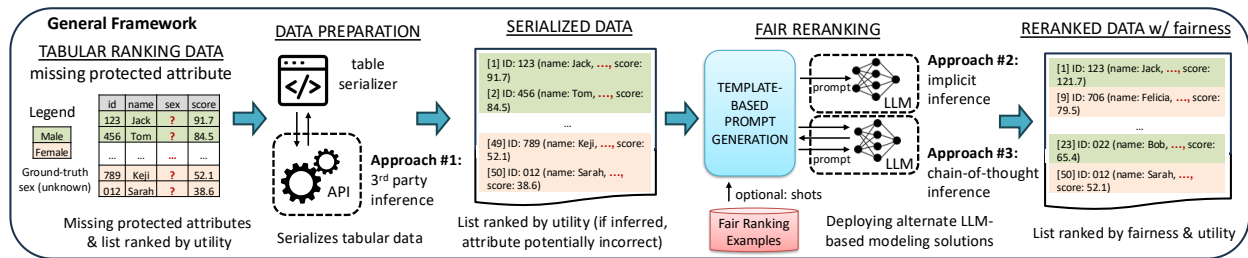 General Framework
TABULAR RANKING DATA
missing protected attribute
Legend
Male
Female
Ground-truth
sex (unknown)
id name sex score
123 Jack ? 91.7
456 Tom ? 84.5
... ... ... ...
789 Keji ? 52.1
012 Sarah ? 38.6
Missing protected attributes
& list ranked by utility
DATA PREPARATION
table
serializer
API
Approach #1:
3rd party
inference
Serializes tabular data
SERIALIZED DATA
[1] ID: 123 (name: Jack, ..., score:
91.7)
[2] ID: 456 (name: Tom, ..., score:
84.5)
...
[49] ID: 789 (name: Keji, ..., score:
52.1)
[50] ID: 012 (name: Sarah, ...,
score: 38.6)
List ranked by utility (if inferred,
attribute potentially incorrect)
FAIR RERANKING
TEMPLATE-
BASED
PROMPT
GENERATION
prompt
LLM
Approach #2:
implicit
inference
prompt
LLM
Approach #3:
chain-of-thought
inference
optional: shots
Fair Ranking
Examples
Deploying alternate LLM-
based modeling solutions
RERANKED DATA w/ fairness
[1] ID: 123 (name: Jack, ..., score:
121.7)
[9] ID: 706 (name: Felicia, ..., score:
79.5)
...
[23] ID: 022 (name: Bob, ..., score:
65.4)
[50] ID: 012 (name: Sarah, ...,
score: 52.1)
List ranked by fairness & utility